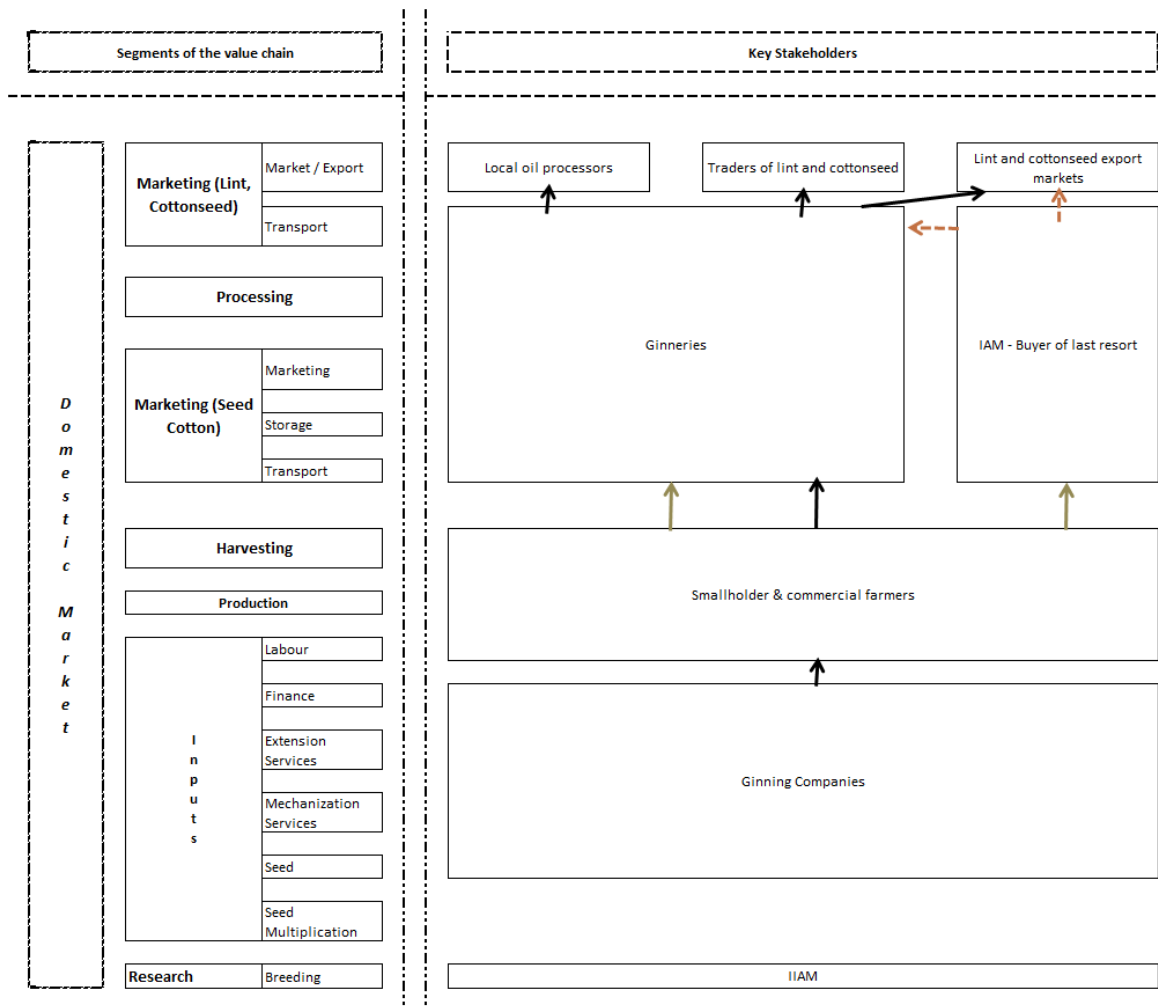 Segments of the value chain
Key Stakeholders
Domestic Market
Marketing (Lint,
Cottonseed)
Market / Export
Transport
Local oil processors
Traders of lint and cottonseed
Lint and cottonseed export
markets
Processing
Ginneries
IAM - Buyer of last resort
Marketing (Seed
Cotton)
Marketing
Storage
Transport
Harvesting
Production
Smallholder & commercial farmers
Inputs
Labour
Finance
Extension
Services
Mechanization
Services
Seed
Seed
Multiplication
Ginning Companies
Research
Breeding
IIAM